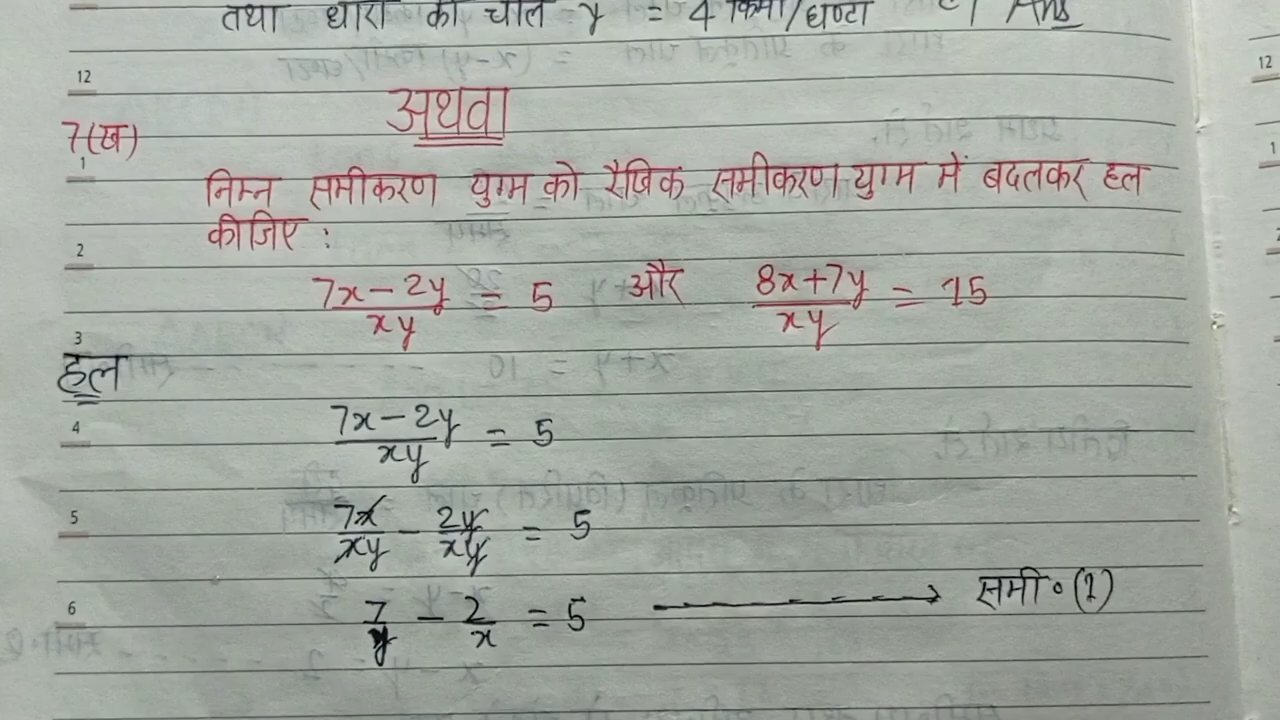 तथा धारा की चाल y = 4 किमी/घण्टा है। Ans
12
12
अथवा
7(ख)
1
1
निम्न समीकरण युग्म को रैखिक समीकरण युग्म में बदलकर हल
कीजिए :
2
7x-2y/xy = 5 और 8x+7y/xy = 15
3
हल
4
7x-2y/xy = 5
5
7x/xy - 2y/xy = 5
6
7/y - 2/x = 5 → समी॰(1)